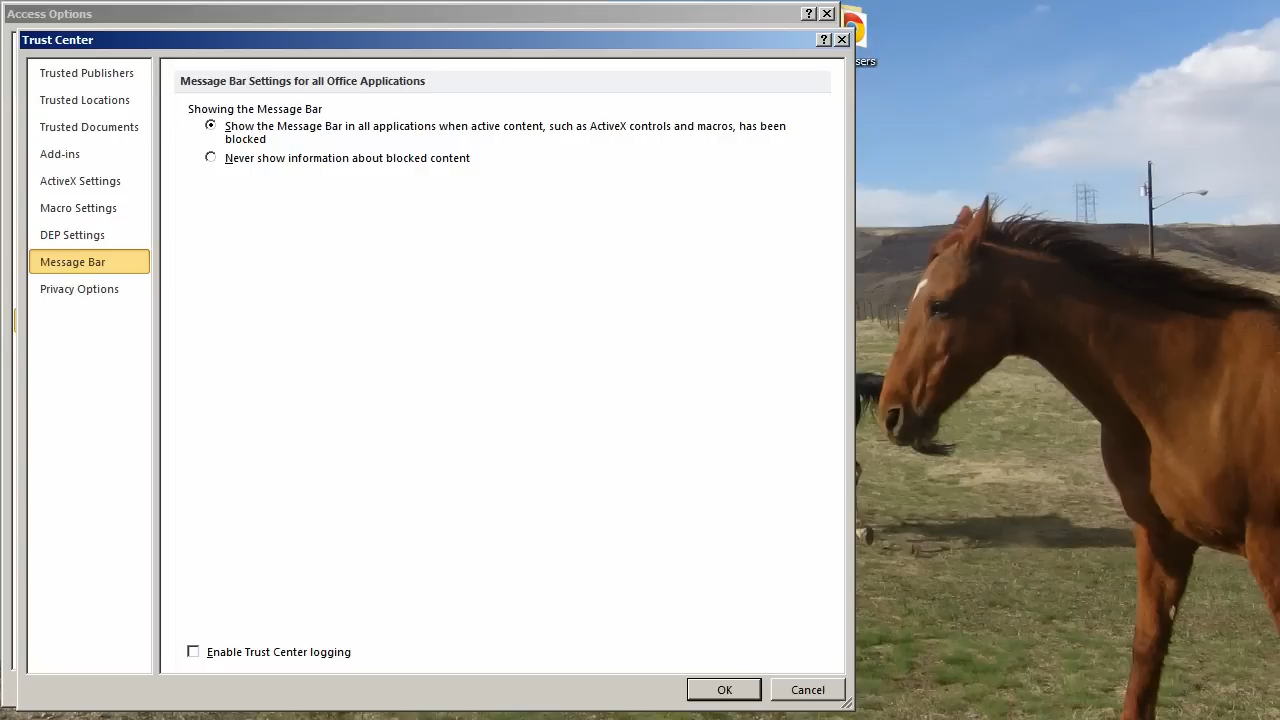 Access Options
Trust Center
sers
Trusted Publishers
Trusted Locations
Trusted Documents
Add-ins
ActiveX Settings
Macro Settings
DEP Settings
Message Bar
Privacy Options
Message Bar Settings for all Office Applications
Showing the Message Bar
Show the Message Bar in all applications when active content, such as ActiveX controls and macros, has been
blocked
Never show information about blocked content
Enable Trust Center logging
OK
Cancel